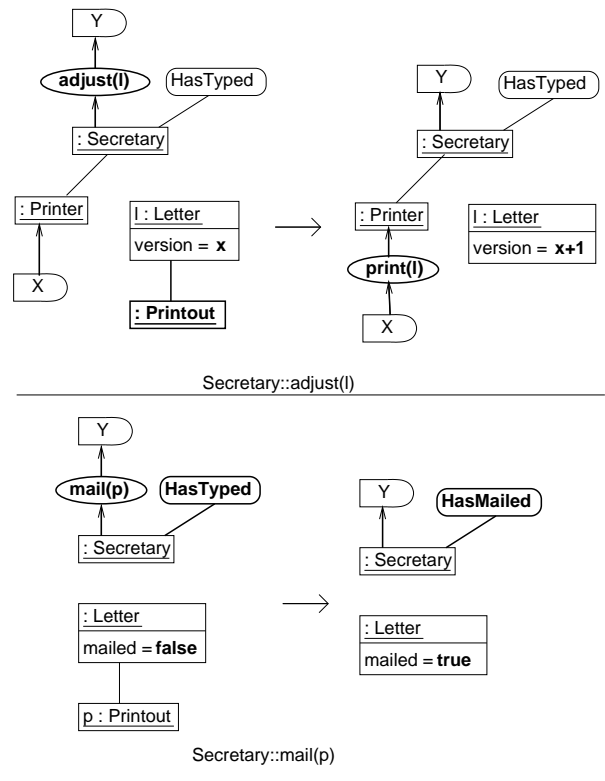 Y
adjust(l)
HasTyped
: Secretary
: Printer
l : Letter
version = x
X
: Printout
Y
HasTyped
: Secretary
: Printer
l : Letter
version = x+1
print(l)
X
Secretary::adjust(l)
Y
mail(p)
HasTyped
: Secretary
: Letter
mailed = false
p : Printout
Y
HasMailed
: Secretary
: Letter
mailed = true
Secretary::mail(p)